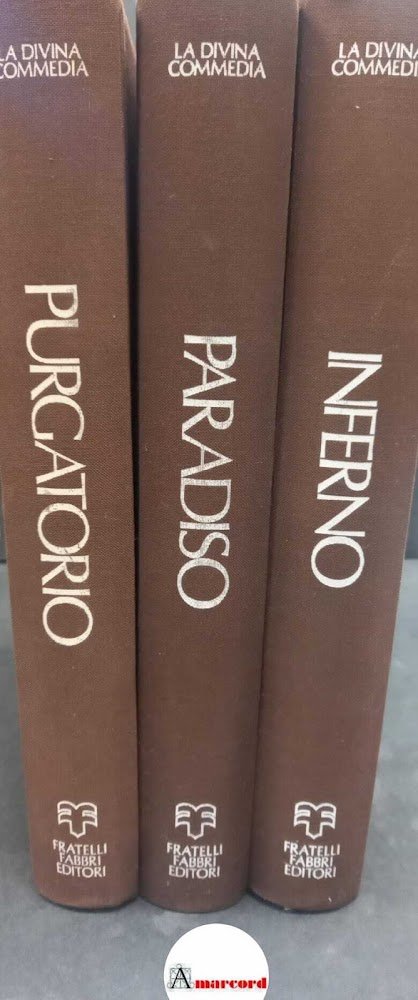 LA DIVINA
COMMEDIA
PURGATORIO
FRATELLI
FABBRI
EDITORI
LA DIVINA
COMMEDIA
PARADISO
FRATELLI
FABBRI
EDITORI
LA DIVINA
COMMEDIA
INFERNO
FRATELLI
FABBRI
EDITORI
Amarcord